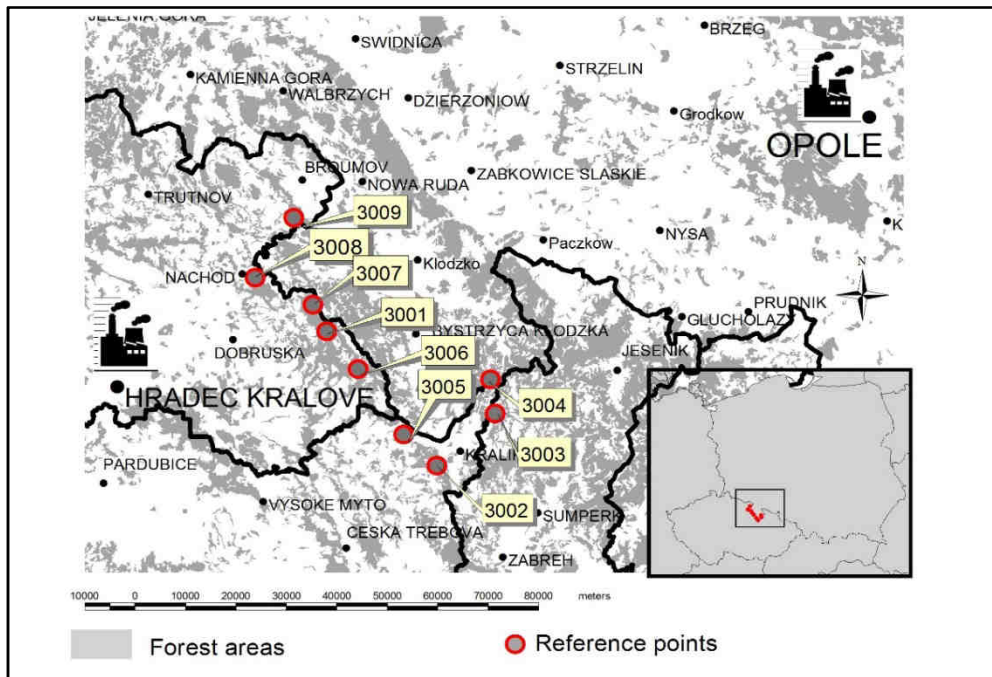 JELENIA GORA
SWIDNICA
BRZEG
KAMIENNA GORA
STRZELIN
WALBRZYCH
DZIERZONIOW
Grodkow
OPOLE
BROUMOV
NOWA RUDA
ZABKOWICE SLASKIE
TRUTNOV
3009
K
3008
Paczkow
NYSA
NACHOD
3007
Klodzko
N
3001
PRUDNIK
GLUCHOLAZY
BYSTRZYCA KLODZKA
DOBRUSKA
3006
JESENIK
HRADEC KRALOVE
3005
3004
KRALIK
3003
PARDUBICE
3002
VYSOKE MYTO
SUMPERK
CESKA TREBOVA
ZABREH
10000 0 10000 20000 30000 40000 50000 60000 70000 80000 meters
Forest areas
Reference points